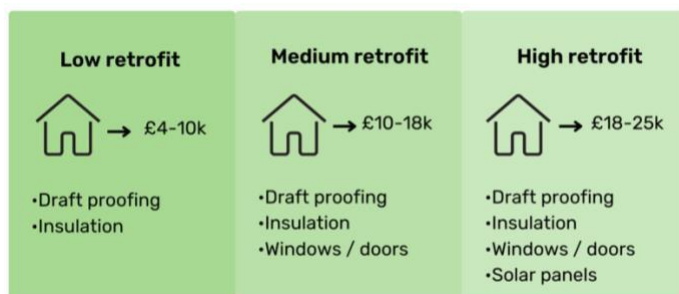 Low retrofit
£4-10k
•Draft proofing
•Insulation
Medium retrofit
£10-18k
•Draft proofing
•Insulation
•Windows / doors
High retrofit
£18-25k
•Draft proofing
•Insulation
•Windows / doors
•Solar panels